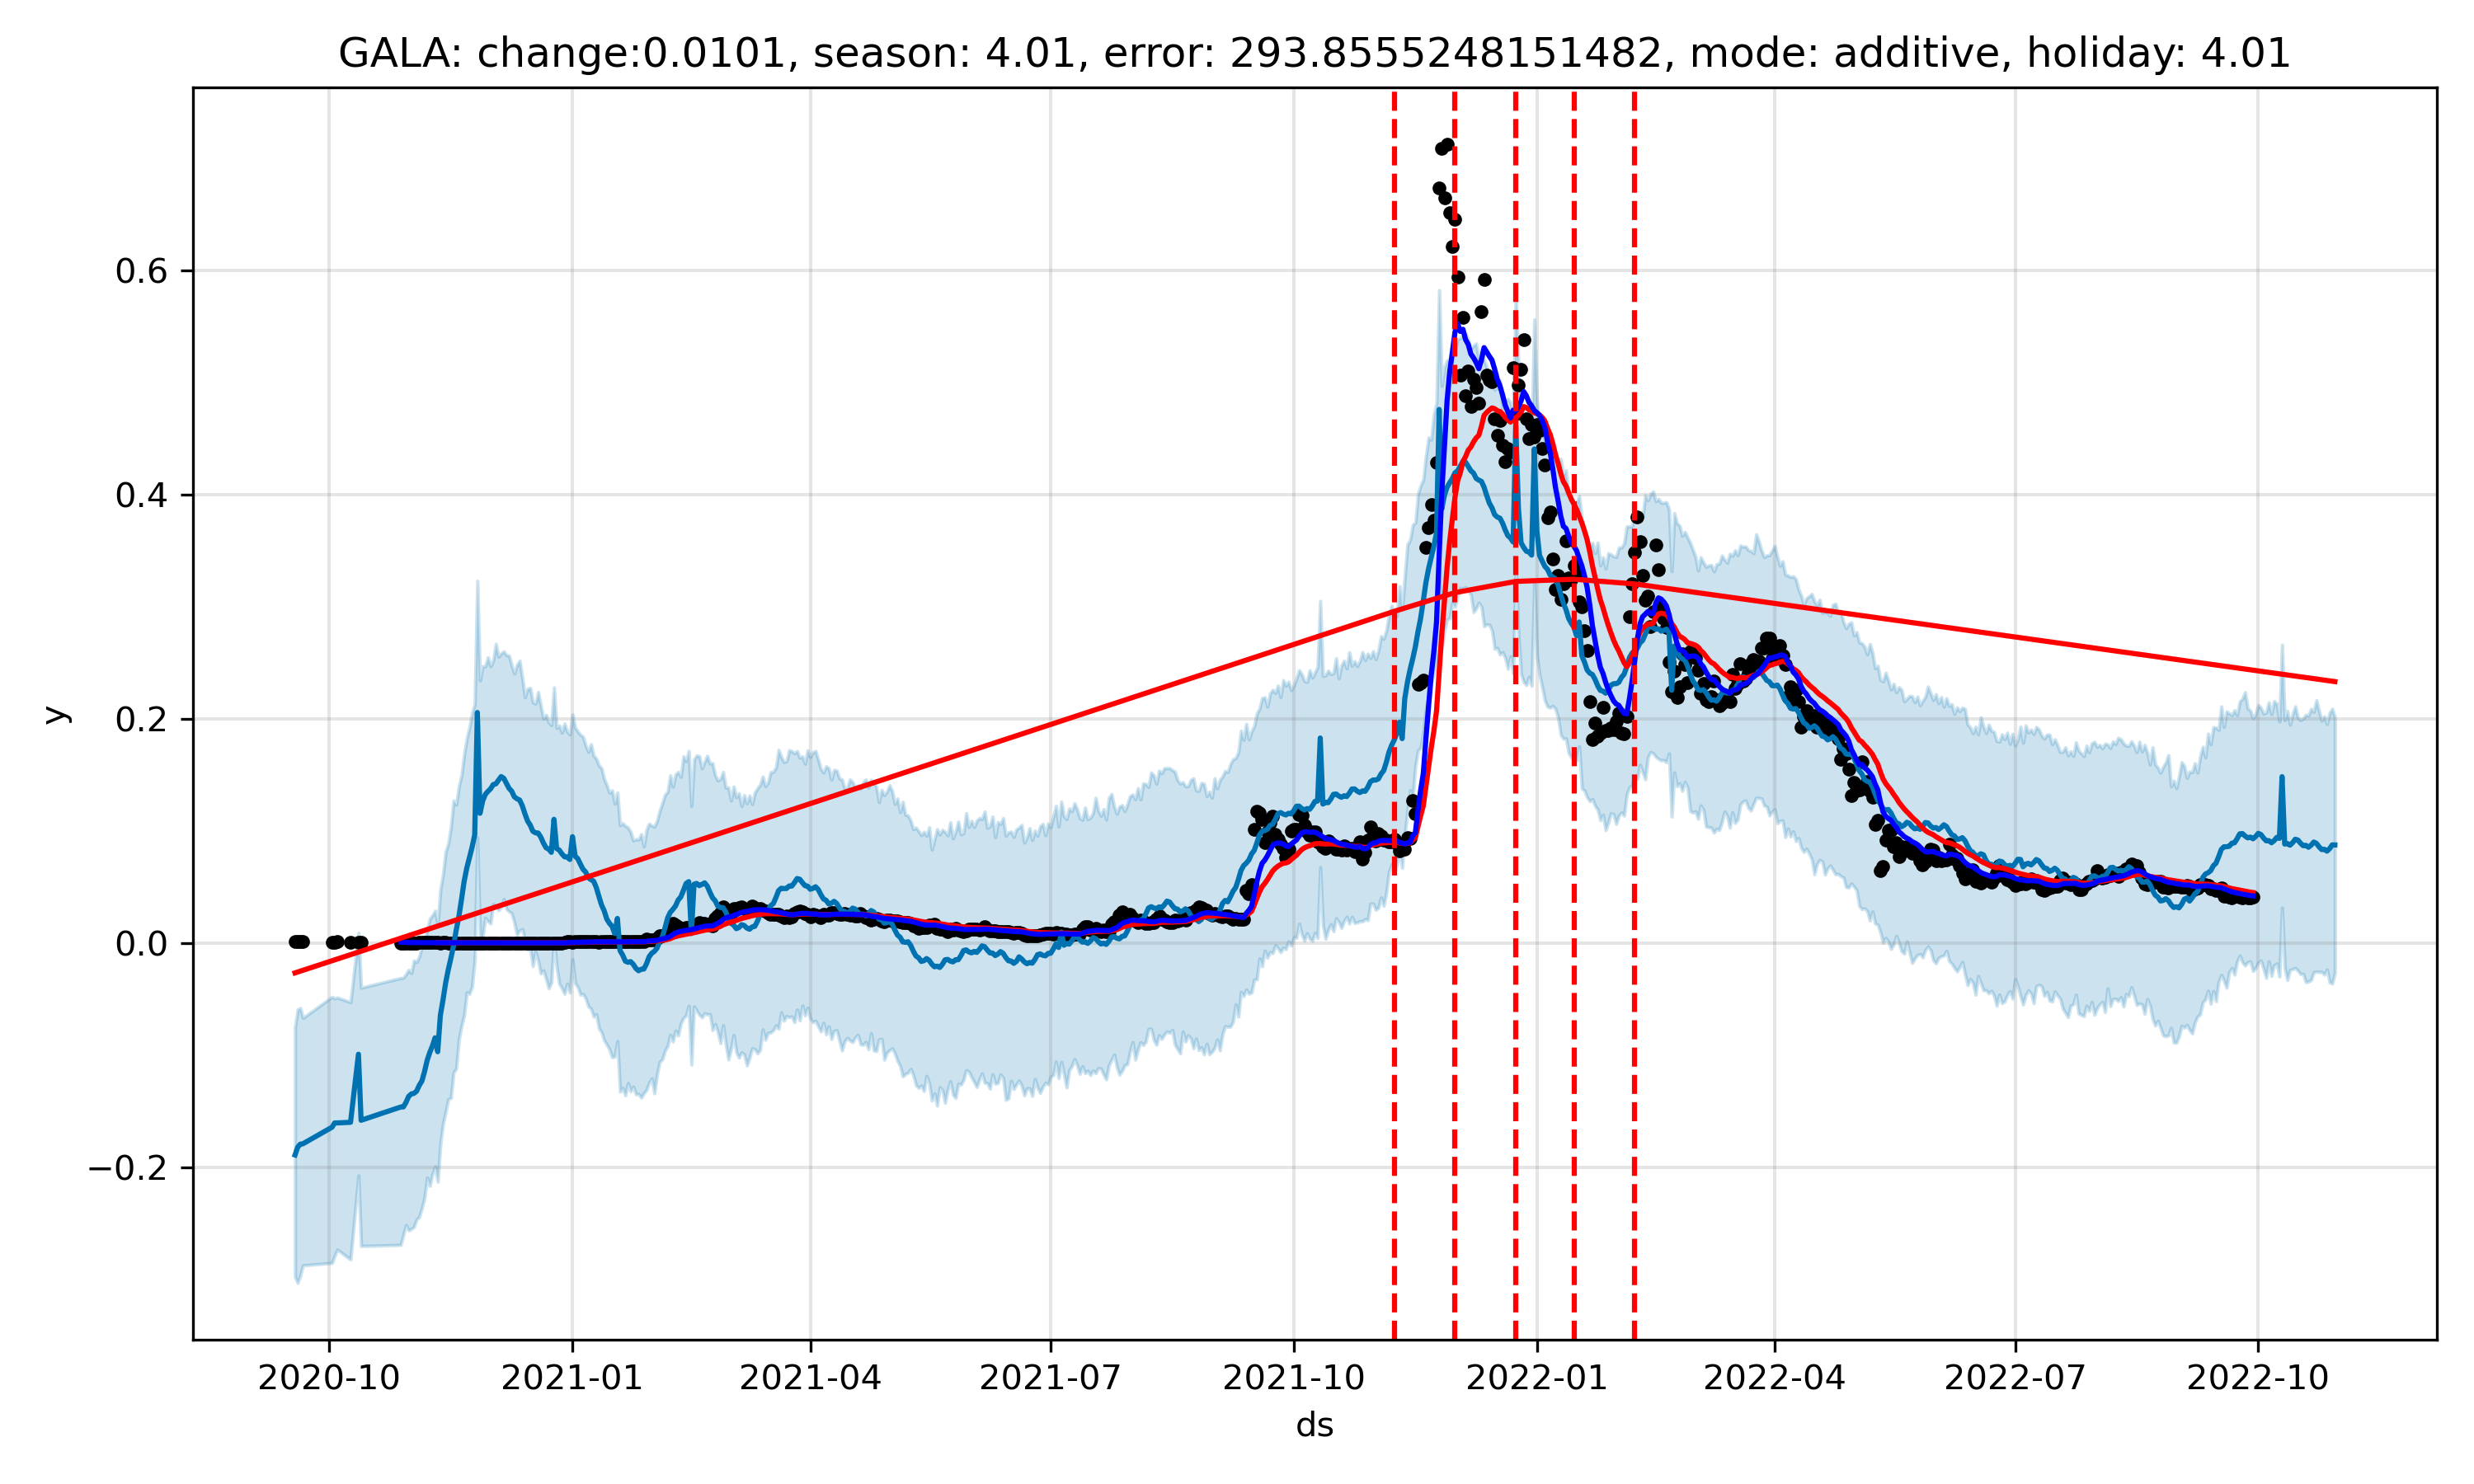 GALA: change:0.0101, season: 4.01, error: 293.8555248151482, mode: additive, holiday: 4.01
y
0.6
0.4
0.2
0.0
−0.2
2020-10 2021-01 2021-04 2021-07 2021-10 2022-01 2022-04 2022-07 2022-10
ds